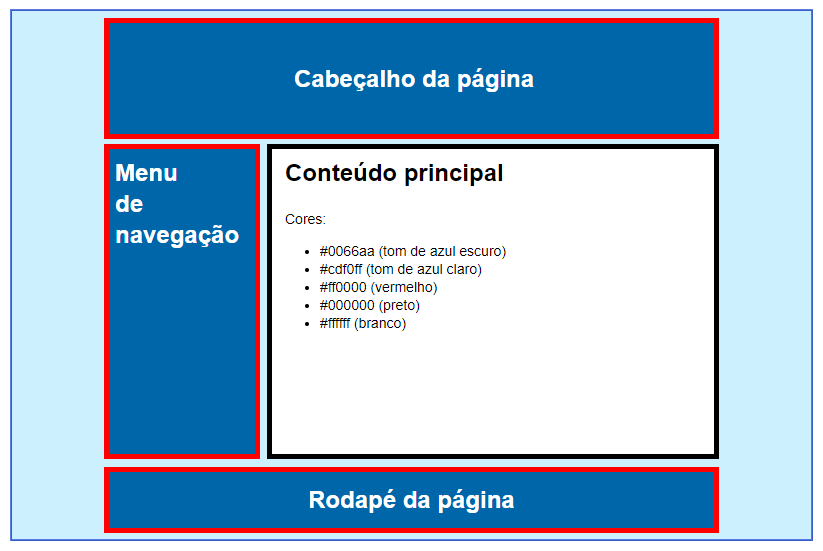 Cabeçalho da página
Menu
de
navegação
Conteúdo principal
Cores:
#0066aa (tom de azul escuro)
#cdf0ff (tom de azul claro)
#ff0000 (vermelho)
#000000 (preto)
#ffffff (branco)
Rodapé da página